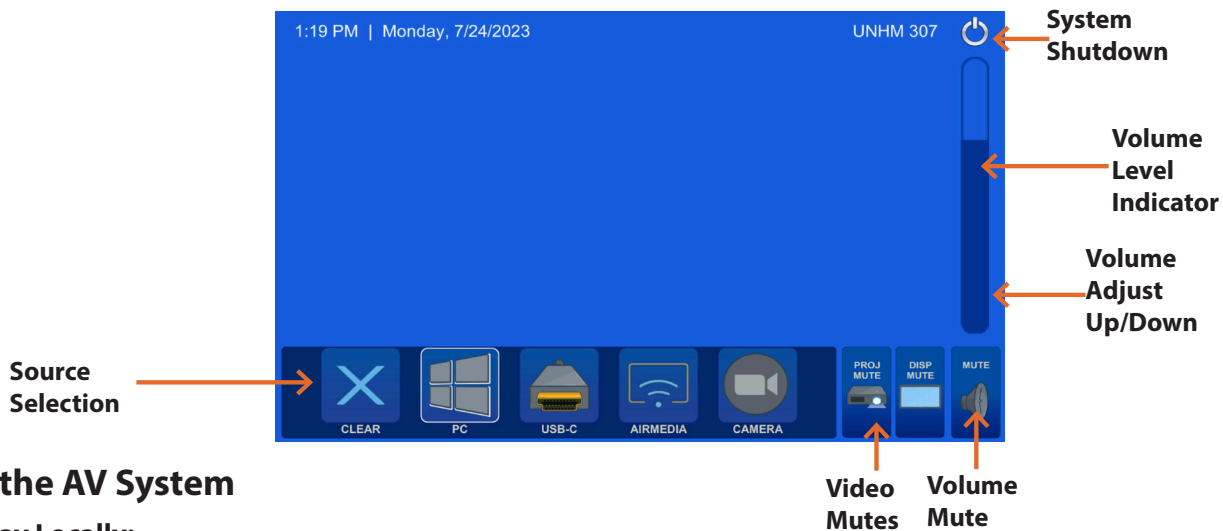 System
Shutdown
1:19 PM | Monday, 7/24/2023
UNHM 307
Volume
Level
Indicator
Volume
Adjust
Up/Down
Source
Selection
CLEAR
PC
USB-C
AIRMEDIA
CAMERA
PROJ
MUTE
DISP
MUTE
MUTE
Video
Mutes
Volume
Mute
the AV System